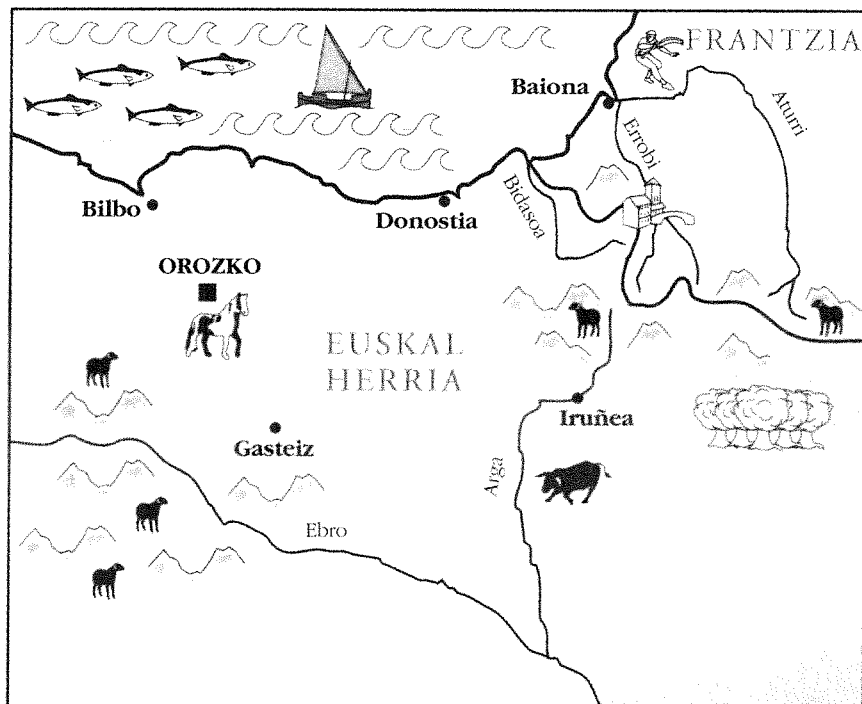 FRANTZIA
Baiona
Aturri
Errobi
Bilbo
Donostia
Bidasoa
OROZKO
EUSKAL
HERRIA
Iruñea
Gasteiz
Arga
Ebro